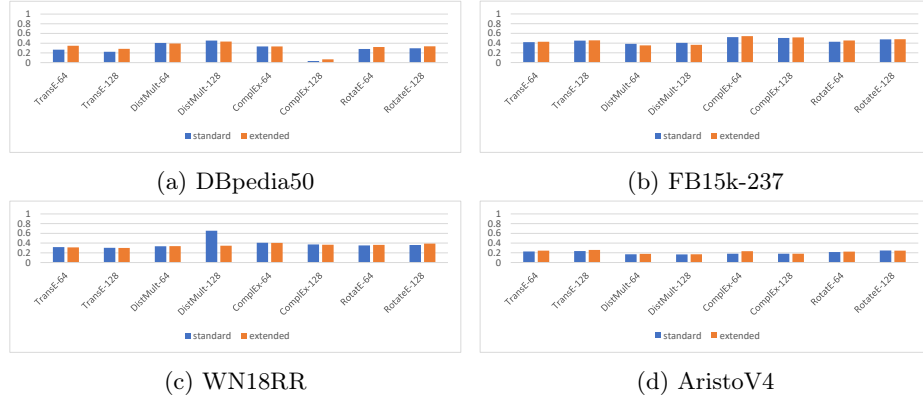 1
0.8
0.6
0.4
0.2
0
TransE-64
TransE-128
DistMult-64
DistMult-128
ComplEx-64
ComplEx-128
RotatE-64
RotateE-128
standard extended
(a) DBpedia50
1
0.8
0.6
0.4
0.2
0
TransE-64
TransE-128
DistMult-64
DistMult-128
ComplEx-64
ComplEx-128
RotatE-64
RotateE-128
standard extended
(b) FB15k-237
1
0.8
0.6
0.4
0.2
0
TransE-64
TransE-128
DistMult-64
DistMult-128
ComplEx-64
ComplEx-128
RotatE-64
RotateE-128
standard extended
(c) WN18RR
1
0.8
0.6
0.4
0.2
0
TransE-64
TransE-128
DistMult-64
DistMult-128
ComplEx-64
ComplEx-128
RotatE-64
RotateE-128
standard extended
(d) AristoV4